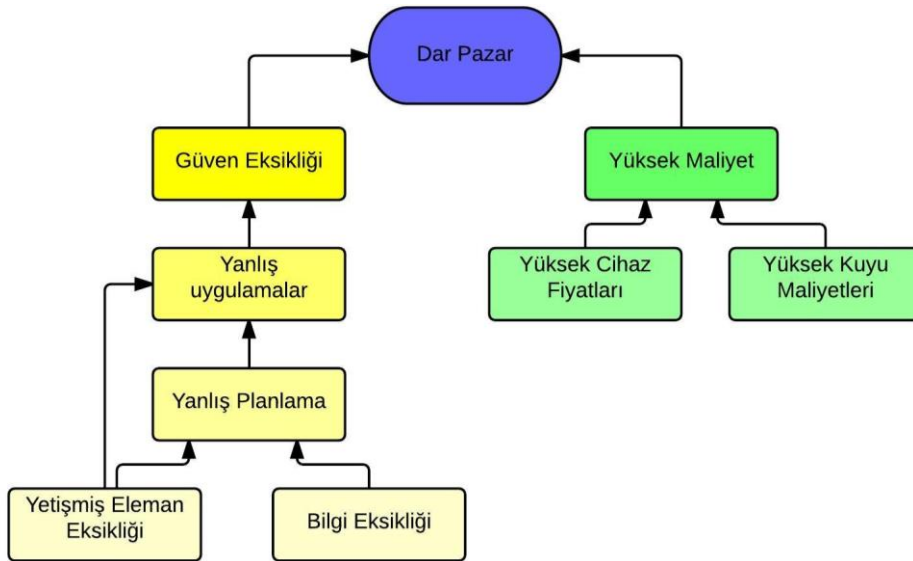 Dar Pazar
Güven Eksikliği
Yüksek Maliyet
Yanlış
uygulamalar
Yüksek Cihaz
Fiyatları
Yüksek Kuyu
Maliyetleri
Yanlış Planlama
Yetişmiş Eleman
Eksikliği
Bilgi Eksikliği